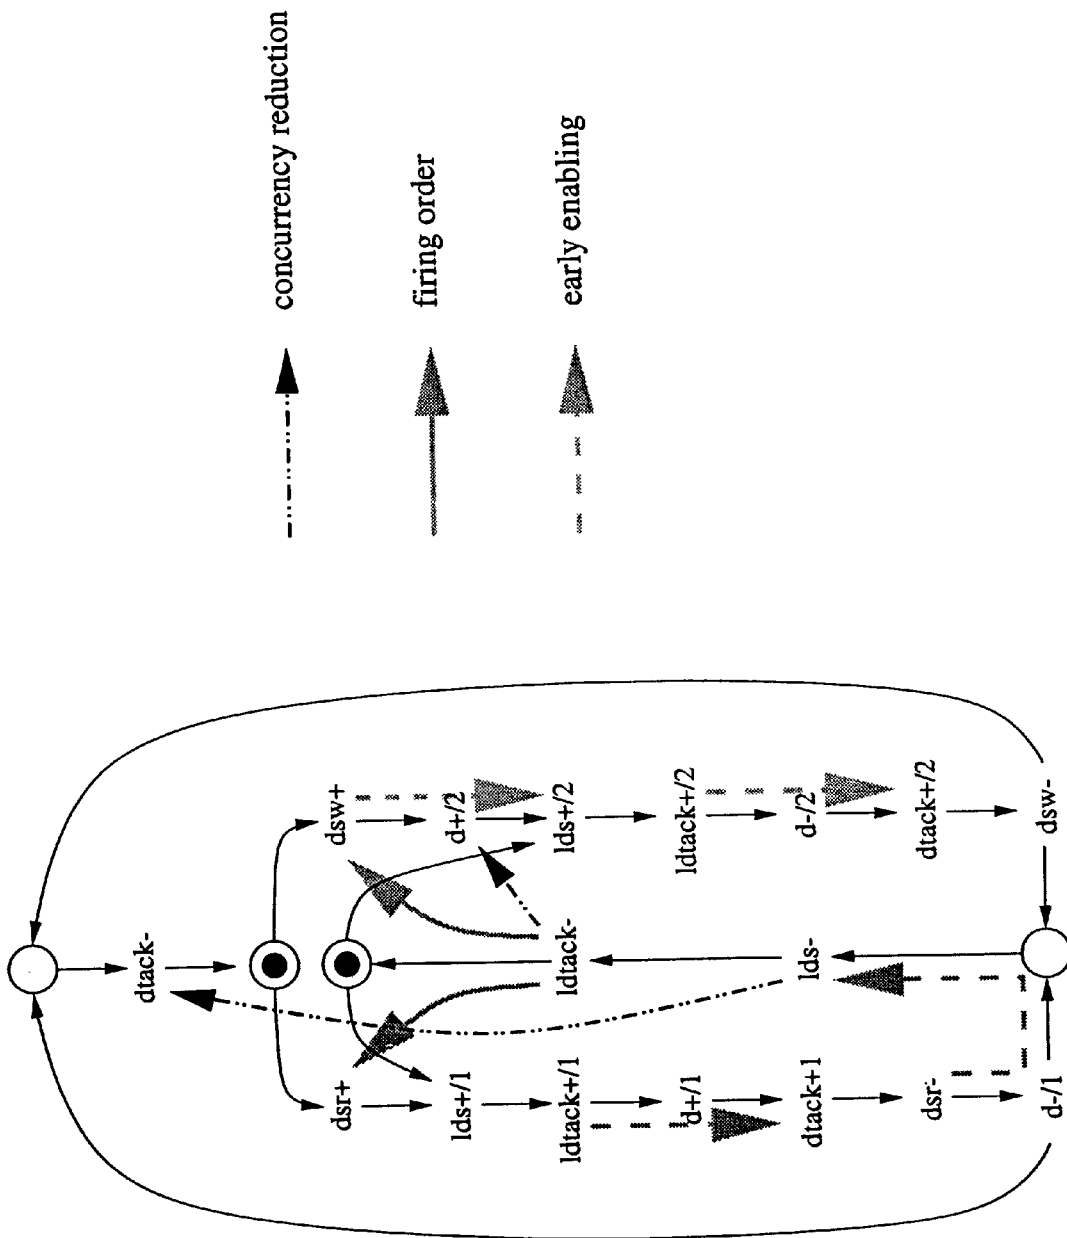 concurrency reduction
firing order
early enabling
dtack-
dsr+
dsw+
lds+/1
d+/2
ldtack+/1
ldtack-
lds+/2
d+/1
ldtack+/2
dtack+1
lds-
d-/2
dsr-
dtack+/2
d-/1
dsw-